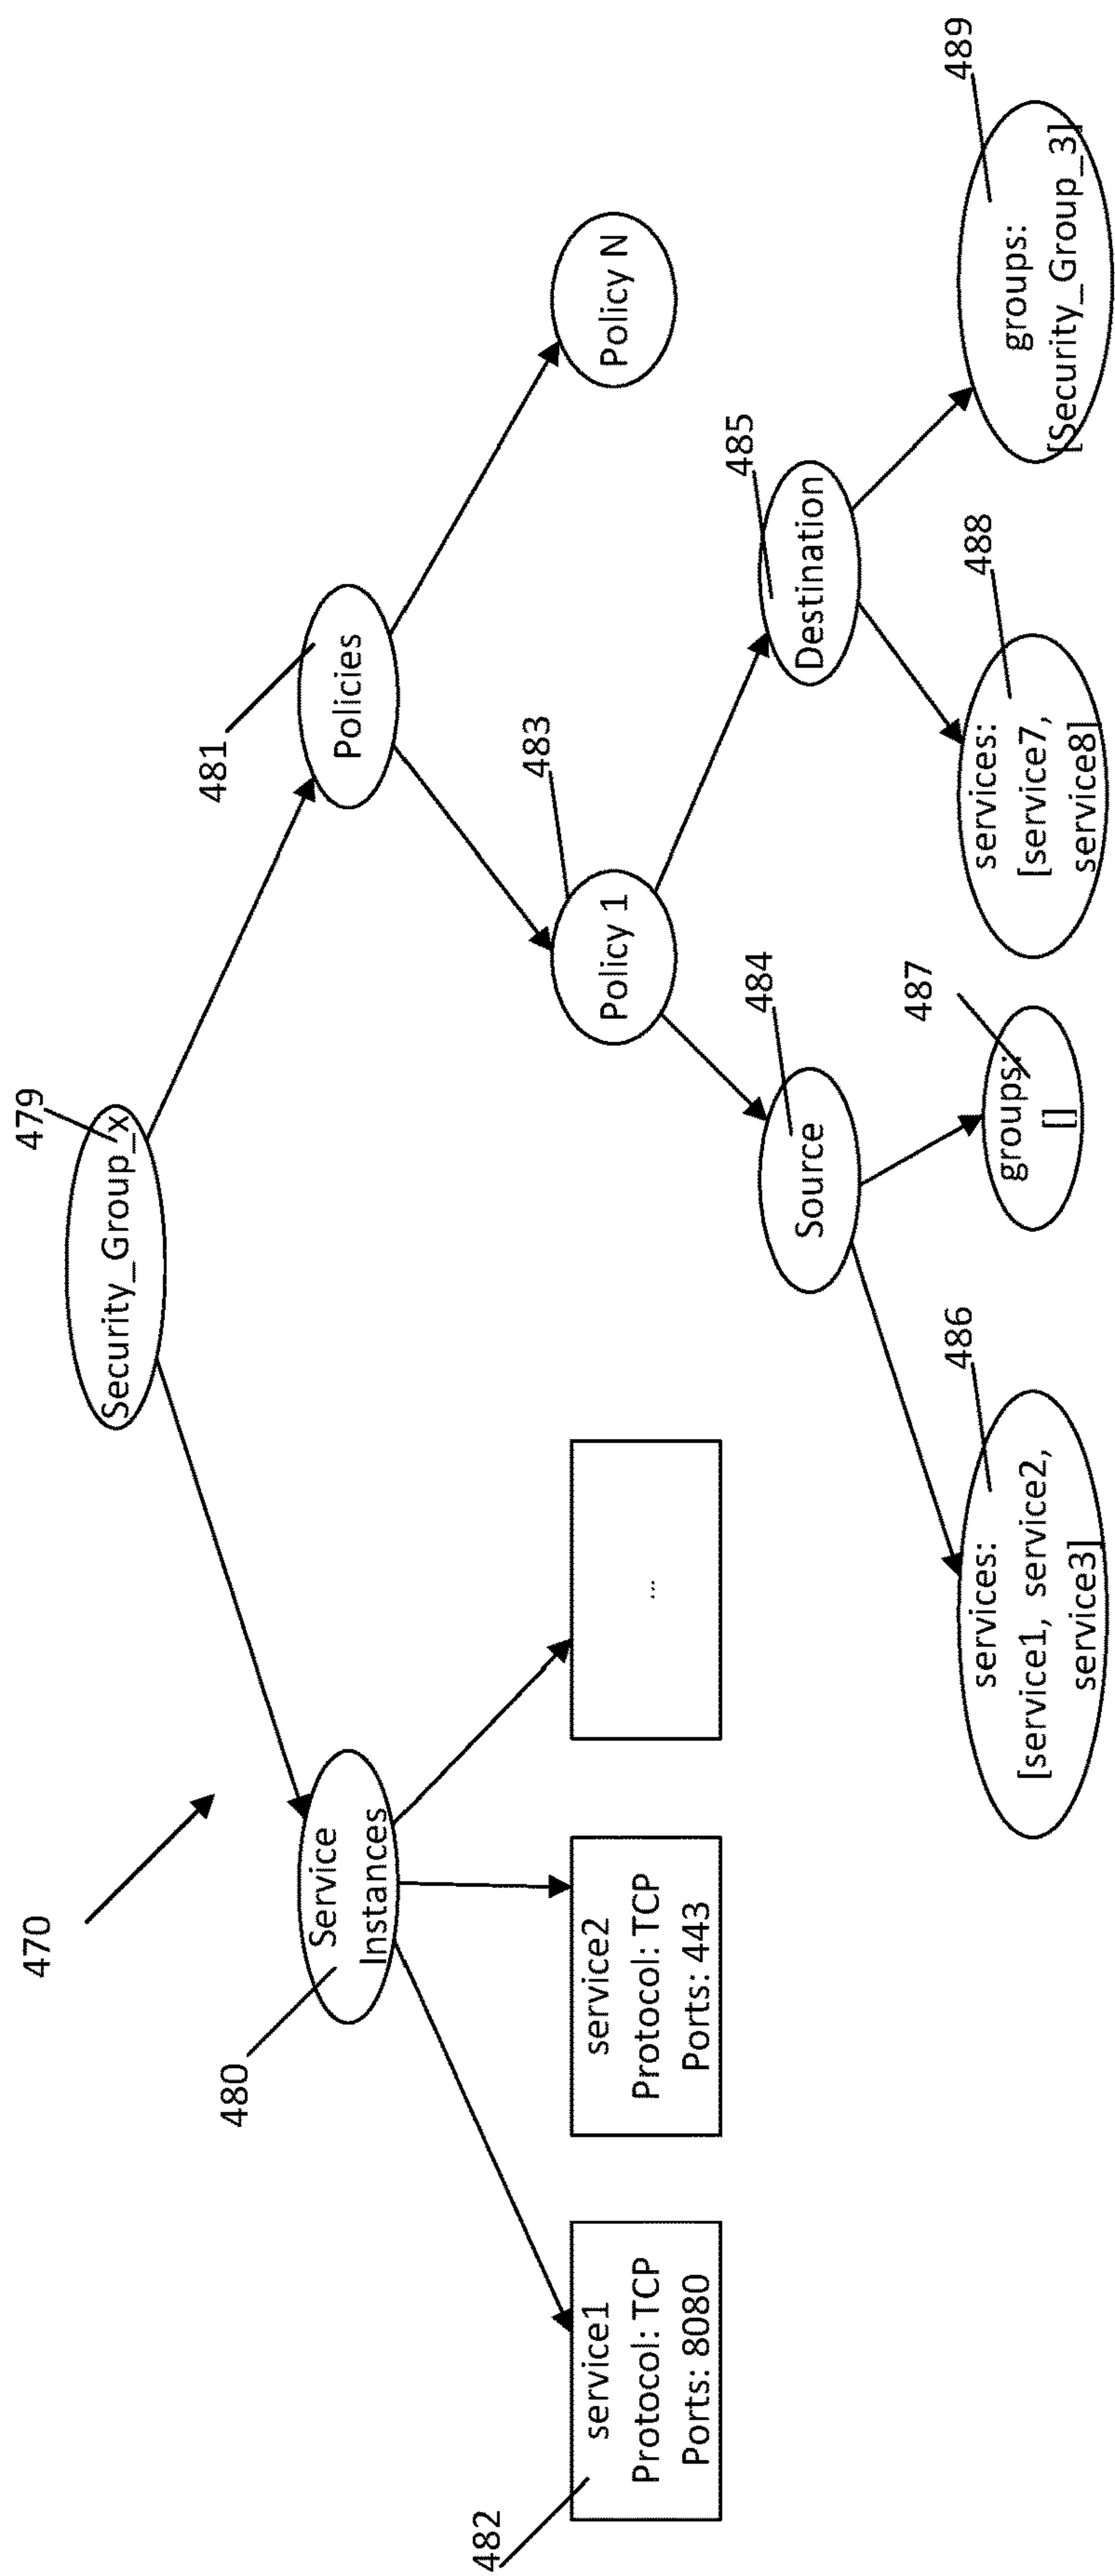 470
479
Security_Group_x
480
Service
Instances
481
Policies
482
service1
Protocol: TCP
Ports: 8080
service2
Protocol: TCP
Ports: 443
...
483
Policy 1
Policy N
484
Source
485
Destination
486
services:
[service1, service2,
service3]
487
groups:
[]
488
services:
[service7,
service8]
489
groups:
[Security_Group_3]